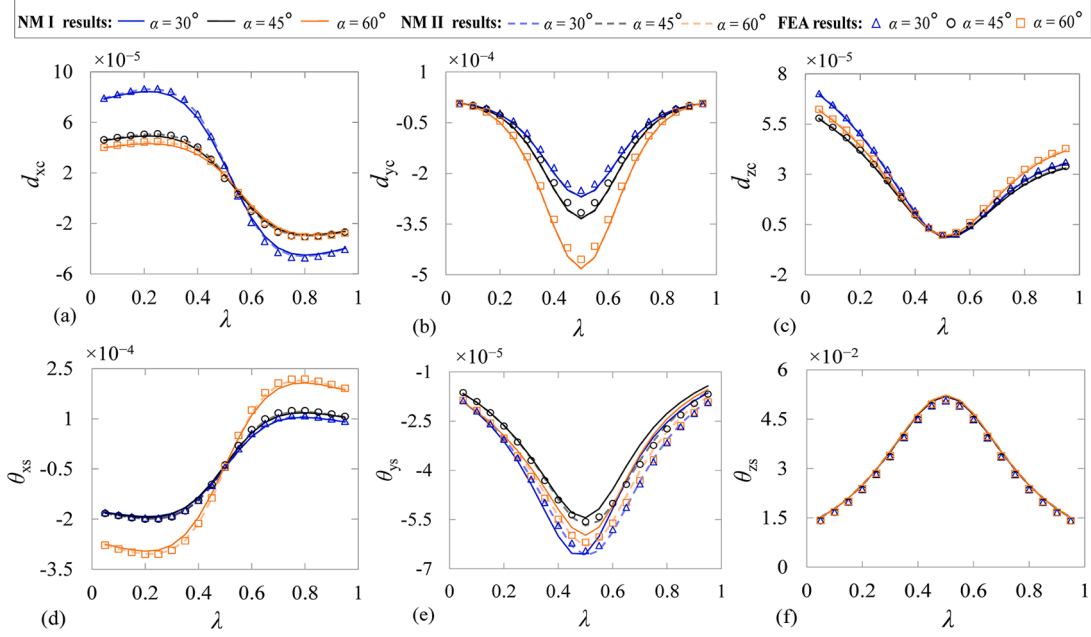 NM I results: α = 30° α = 45° α = 60° NM II results: α = 30° α = 45° α = 60° FEA results: α = 30° α = 45° α = 60°
×10⁻⁵
10
6
2
-2
-6
d_xc
0 0.2 0.4 0.6 0.8 1
(a) λ
×10⁻⁴
1
-0.5
-2
-3.5
-5
d_yc
0 0.2 0.4 0.6 0.8 1
(b) λ
×10⁻⁵
8
5.5
3
0.5
-2
d_zc
0 0.2 0.4 0.6 0.8 1
(c) λ
×10⁻⁴
2.5
1
-0.5
-2
-3.5
θ_xs
0 0.2 0.4 0.6 0.8 1
(d) λ
×10⁻⁵
-1
-2.5
-4
-5.5
-7
θ_ys
0 0.2 0.4 0.6 0.8 1
(e) λ
×10⁻²
6
4.5
3
1.5
0
θ_zs
0 0.2 0.4 0.6 0.8 1
(f) λ